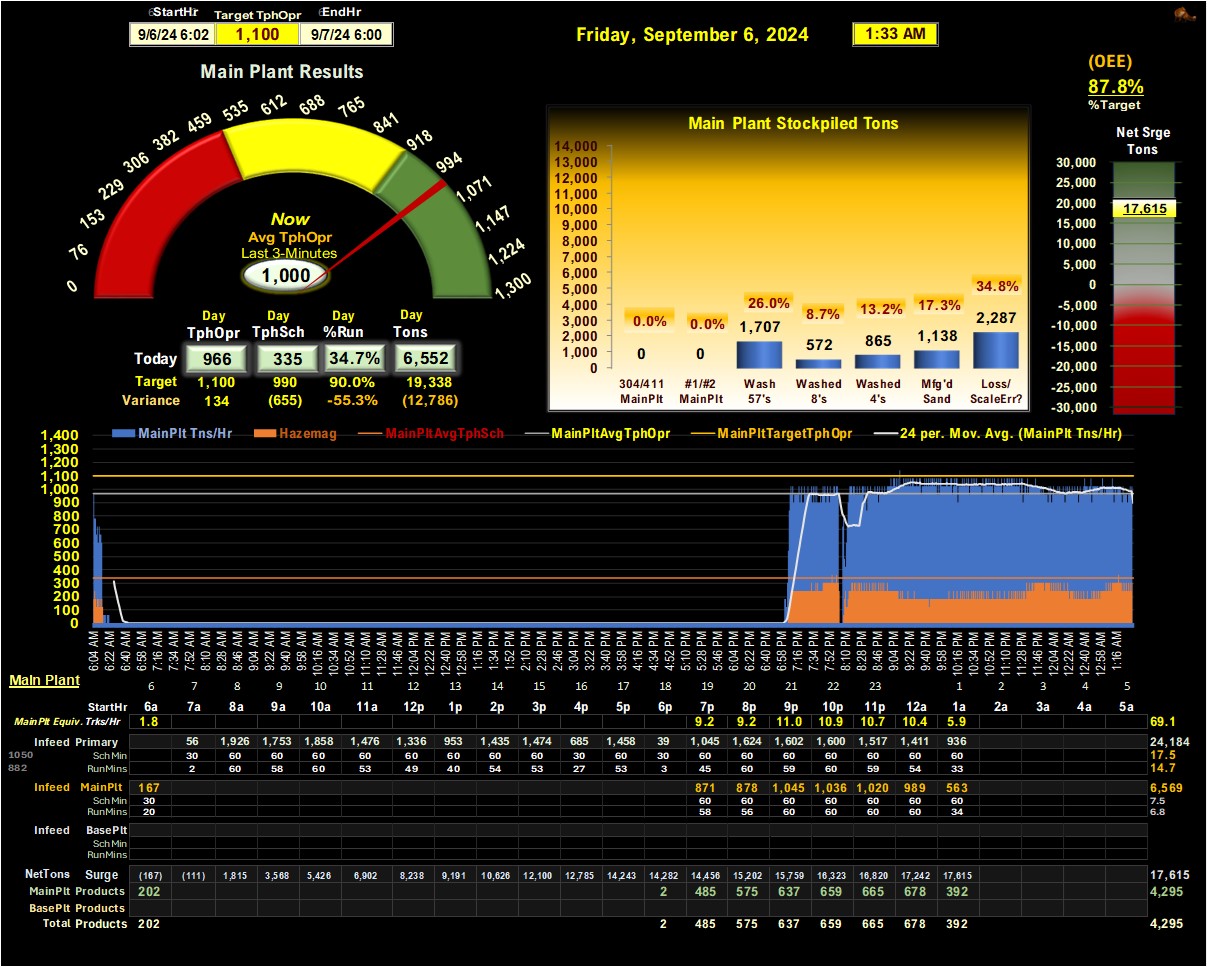 StartHr Target TphOpr EndHr
9/6/24 6:02 1,100 9/7/24 6:00
Friday, September 6, 2024 1:33 AM
(OEE)
87.8%
%Target
Main Plant Results
0 76 153 229 306 382 459 535 612 688 765 841 918 994 1,071 1,147 1,224 1,300
Now
Avg TphOpr
Last 3-Minutes
1,000
Day Day Day Day
TphOpr TphSch %Run Tons
Today 966 335 34.7% 6,552
Target 1,100 990 90.0% 19,338
Variance 134 (655) -55.3% (12,786)
Main Plant Stockpiled Tons
14,000
13,000
12,000
11,000
10,000
9,000
8,000
7,000
6,000
5,000
4,000
3,000
2,000
1,000
0
0.0% 0.0% 26.0% 8.7% 13.2% 17.3% 34.8%
0 0 1,707 572 865 1,138 2,287
304/411 #1/#2 Wash Washed Washed Mfg'd Loss/
MainPlt MainPlt 57's 8's 4's Sand ScaleErr?
Net Srge
Tons
30,000
25,000
20,000
17,615
15,000
10,000
5,000
0
-5,000
-10,000
-15,000
-20,000
-25,000
-30,000
MainPlt Tns/Hr Hazemag MainPltAvgTphSch MainPltAvgTphOpr MainPltTargetTphOpr 24 per. Mov. Avg. (MainPlt Tns/Hr)
1,400
1,300
1,200
1,100
1,000
900
800
700
600
500
400
300
200
100
0
6:04 AM 6:22 AM 6:40 AM 6:58 AM 7:16 AM 7:34 AM 7:52 AM 8:10 AM 8:28 AM 8:46 AM 9:04 AM 9:22 AM 9:40 AM 9:58 AM 10:16 AM 10:34 AM 10:52 AM 11:10 AM 11:28 AM 11:46 AM 12:04 PM 12:22 PM 12:40 PM 12:58 PM 1:16 PM 1:34 PM 1:52 PM 2:10 PM 2:28 PM 2:46 PM 3:04 PM 3:22 PM 3:40 PM 3:58 PM 4:16 PM 4:34 PM 4:52 PM 5:10 PM 5:28 PM 5:46 PM 6:04 PM 6:22 PM 6:40 PM 6:58 PM 7:16 PM 7:34 PM 7:52 PM 8:10 PM 8:28 PM 8:46 PM 9:04 PM 9:22 PM 9:40 PM 9:58 PM 10:16 PM 10:34 PM 10:52 PM 11:10 PM 11:28 PM 11:46 PM 12:04 AM 12:22 AM 12:40 AM 12:58 AM 1:16 AM
Main Plant
6 7 8 9 10 11 12 13 14 15 16 17 18 19 20 21 22 23 1 2 3 4 5
StartHr 6a 7a 8a 9a 10a 11a 12p 1p 2p 3p 4p 5p 6p 7p 8p 9p 10p 11p 12a 1a 2a 3a 4a 5a
MainPlt Equiv. Trks/Hr 1.8 9.2 9.2 11.0 10.9 10.7 10.4 5.9 69.1
Infeed Primary 56 1,926 1,753 1,858 1,476 1,336 953 1,435 1,474 685 1,458 39 1,045 1,624 1,602 1,600 1,517 1,411 936 24,184
1050 Sch Min 30 60 60 60 60 60 60 60 60 30 60 30 60 60 60 60 60 60 60 17.5
882 RunMins 2 60 58 60 53 49 40 54 53 27 53 3 45 60 59 60 59 54 33 14.7
Infeed MainPlt 167 871 878 1,045 1,036 1,020 989 563 6,569
Sch Min 30 60 60 60 60 60 60 60 7.5
RunMins 20 58 56 60 60 60 60 34 6.8
Infeed BasePlt
Sch Min
RunMins
NetTons Surge (167) (111) 1,815 3,568 5,426 6,902 8,238 9,191 10,626 12,100 12,785 14,243 14,282 14,456 15,202 15,759 16,323 16,820 17,242 17,615 17,615
MainPlt Products 202 2 485 575 637 659 665 678 392 4,295
BasePlt Products
Total Products 202 2 485 575 637 659 665 678 392 4,295